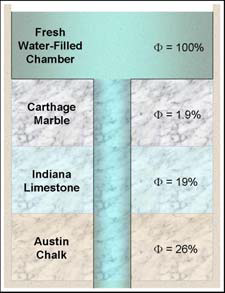 Fresh
Water-Filled
Chamber
Φ = 100%
Carthage
Marble
Φ = 1.9%
Indiana
Limestone
Φ = 19%
Austin
Chalk
Φ = 26%